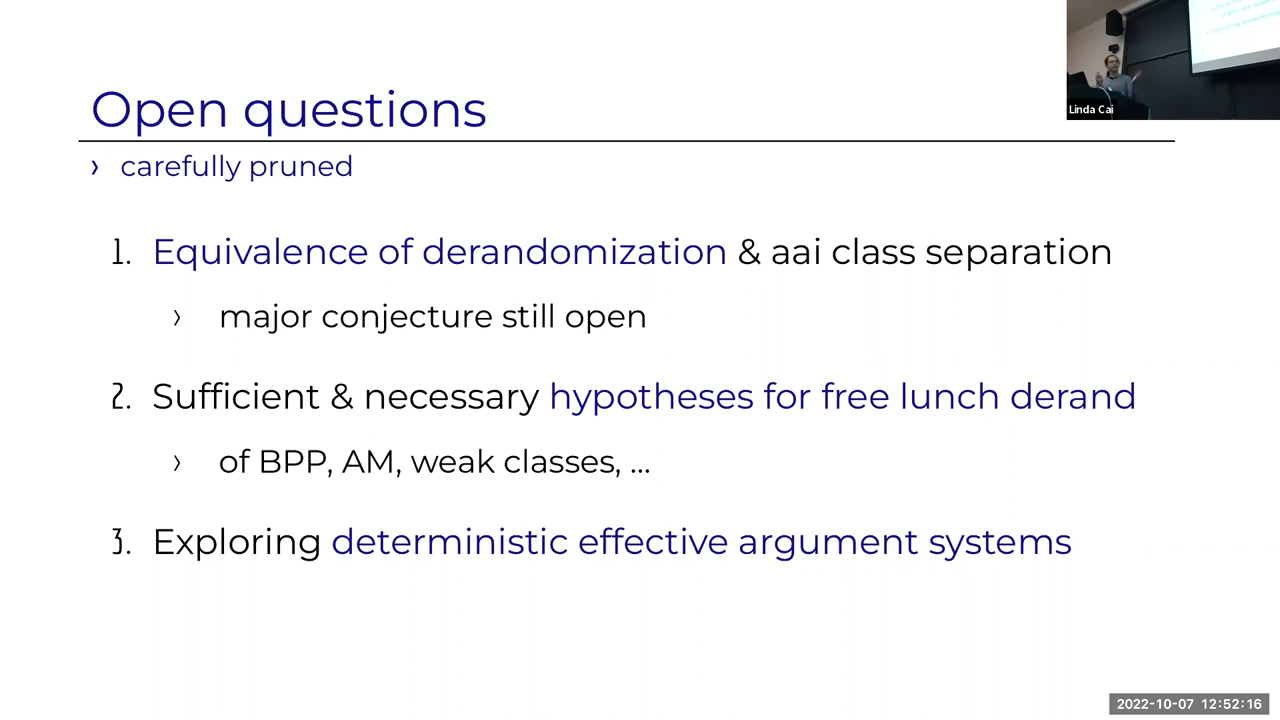 Open questions
› carefully pruned
1. Equivalence of derandomization & aai class separation
› major conjecture still open
2. Sufficient & necessary hypotheses for free lunch derand
› of BPP, AM, weak classes, ...
3. Exploring deterministic effective argument systems
Linda Cai
2022-10-07 12:52:16